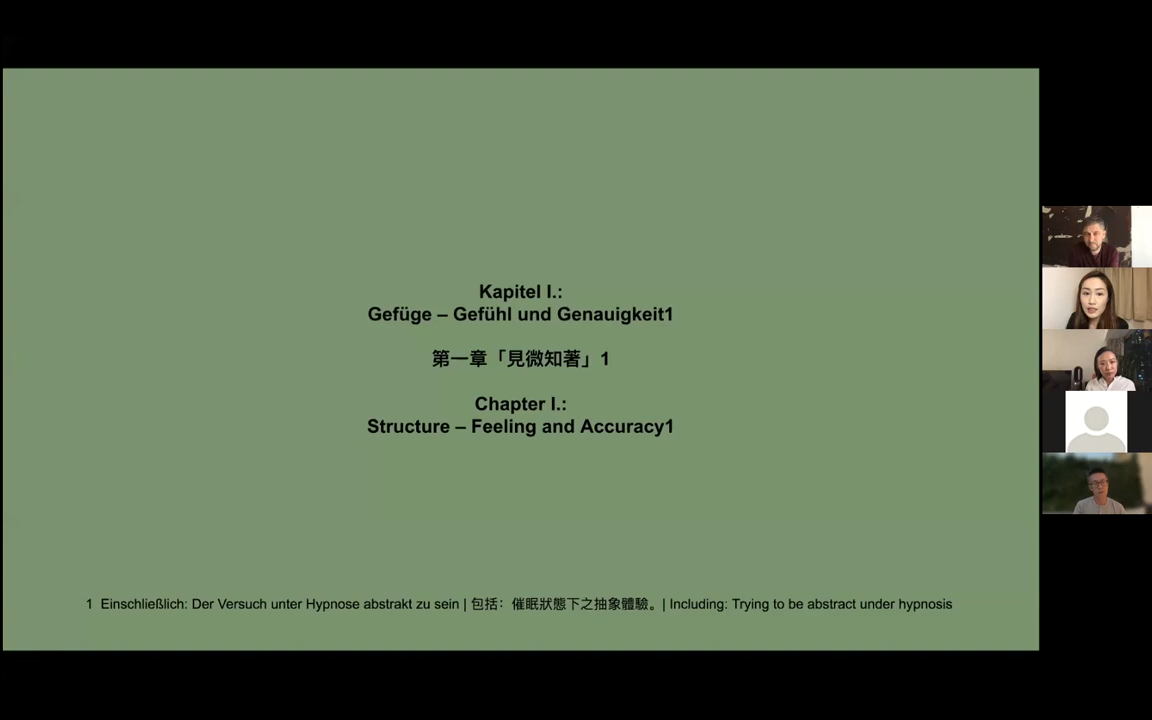 Kapitel I.:
Gefüge – Gefühl und Genauigkeit1
第一章「見微知著」1
Chapter I.:
Structure – Feeling and Accuracy1
1 Einschließlich: Der Versuch unter Hypnose abstrakt zu sein | 包括：催眠狀態下之抽象體驗。| Including: Trying to be abstract under hypnosis